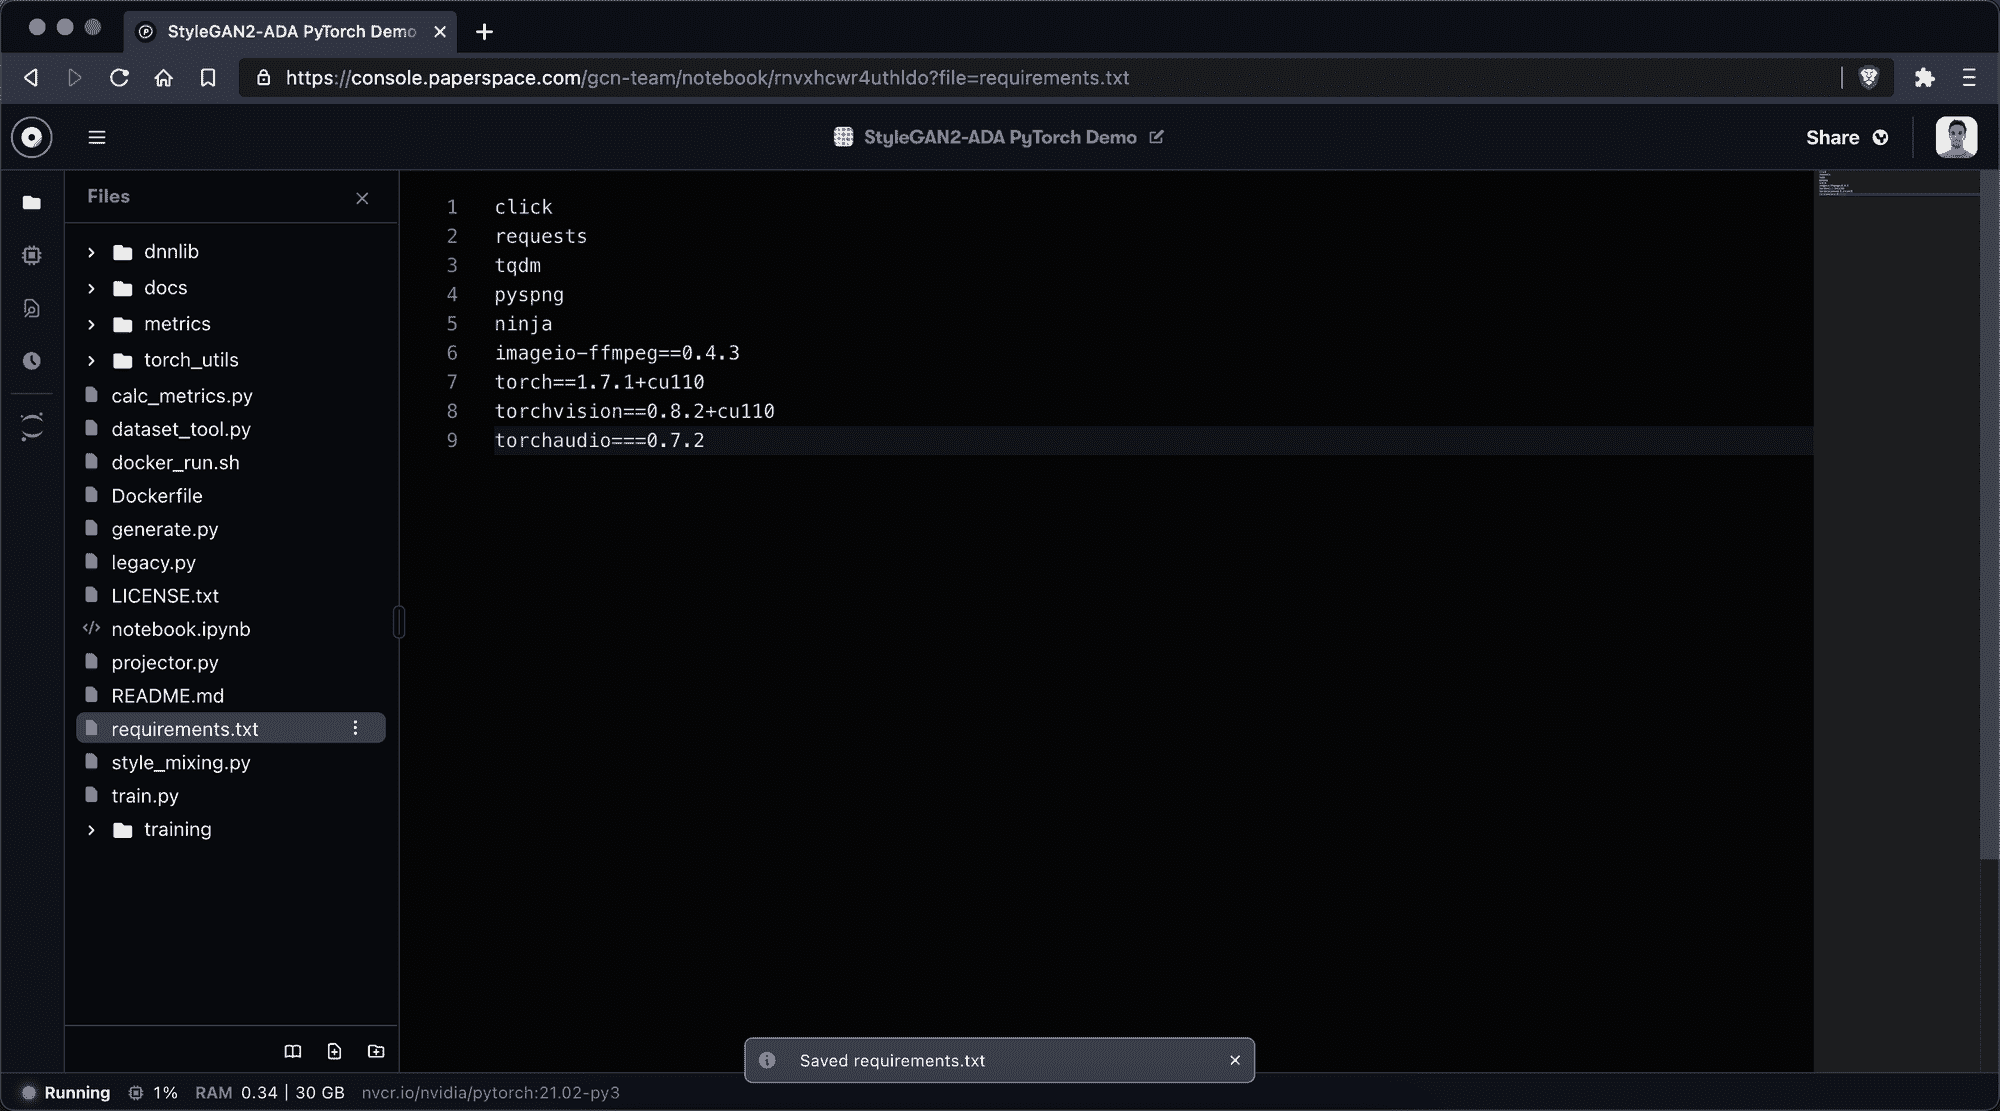 StyleGAN2-ADA PyTorch Demo
https://console.paperspace.com/gcn-team/notebook/rnvxhcwr4uthldo?file=requirements.txt
StyleGAN2-ADA PyTorch Demo
Share
Files
dnnlib
docs
metrics
torch_utils
calc_metrics.py
dataset_tool.py
docker_run.sh
Dockerfile
generate.py
legacy.py
LICENSE.txt
notebook.ipynb
projector.py
README.md
requirements.txt
style_mixing.py
train.py
training
1 click
2 requests
3 tqdm
4 pyspng
5 ninja
6 imageio-ffmpeg==0.4.3
7 torch==1.7.1+cu110
8 torchvision==0.8.2+cu110
9 torchaudio===0.7.2
Saved requirements.txt
Running 1% RAM 0.34 | 30 GB nvcr.io/nvidia/pytorch:21.02-py3